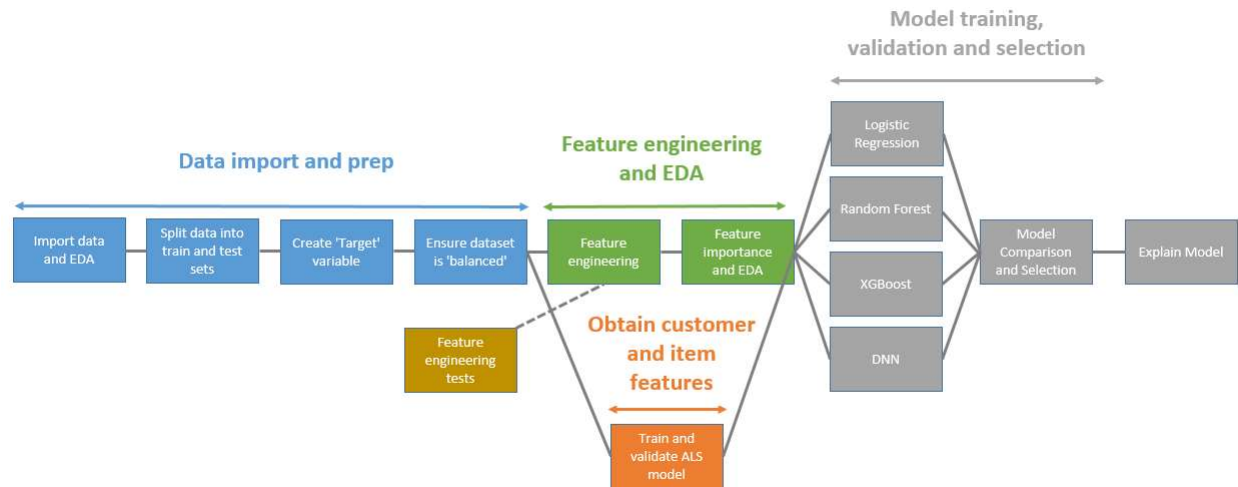 Model training,
validation and selection
Data import and prep
Feature engineering
and EDA
Import data
and EDA
Split data into
train and test
sets
Create 'Target'
variable
Ensure dataset
is 'balanced'
Feature
engineering
Feature
importance
and EDA
Logistic
Regression
Random Forest
XGBoost
DNN
Model
Comparison
and Selection
Explain Model
Feature
engineering
tests
Obtain customer
and item
features
Train and
validate ALS
model